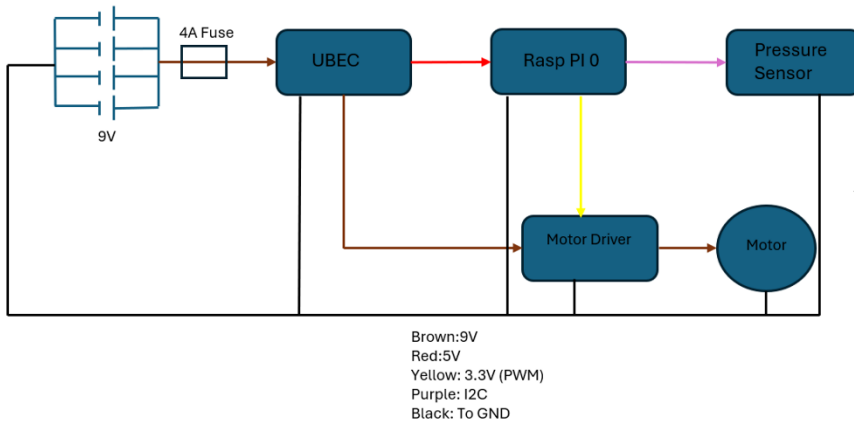 4A Fuse
UBEC
Rasp PI 0
Pressure
Sensor
9V
Motor Driver
Motor
Brown:9V
Red:5V
Yellow: 3.3V (PWM)
Purple: I2C
Black: To GND